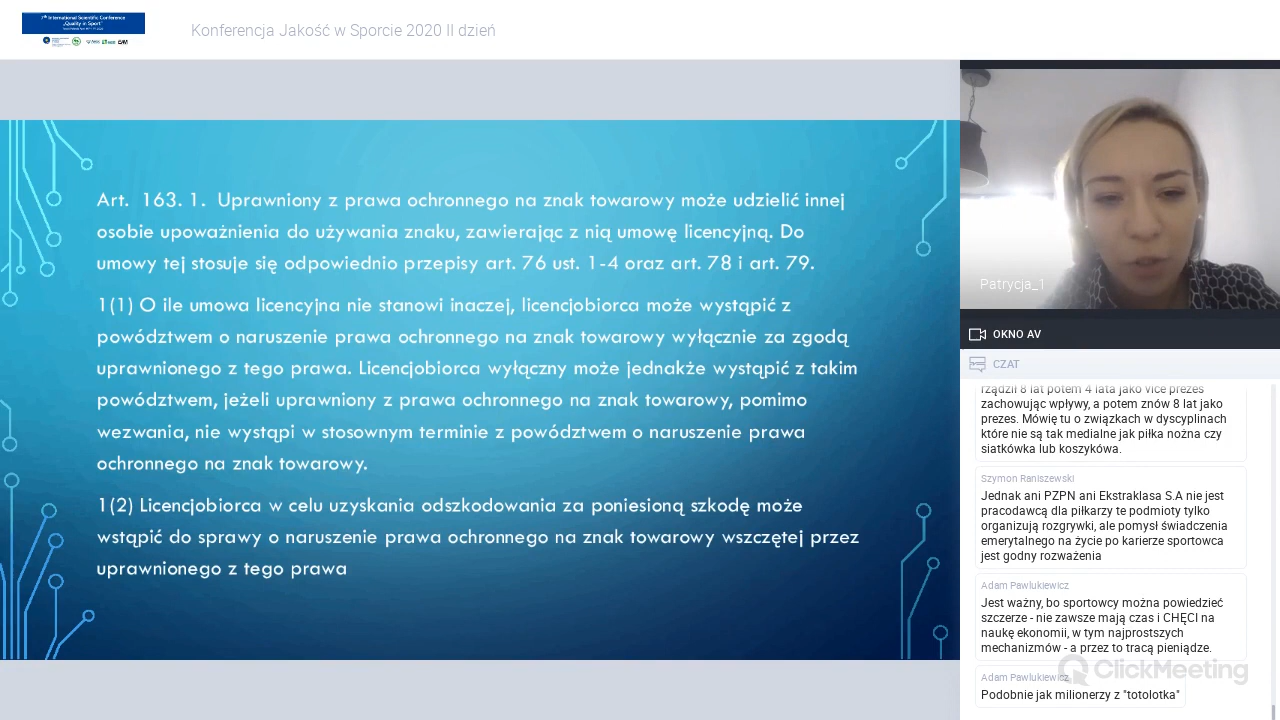 7th International Scientific Conference
"Quality in Sport"
Konferencja Jakość w Sporcie 2020 II dzień
Art. 163. 1. Uprawniony z prawa ochronnego na znak towarowy może udzielić innej
osobie upoważnienia do używania znaku, zawierając z nią umowę licencyjną. Do
umowy tej stosuje się odpowiednio przepisy art. 76 ust. 1-4 oraz art. 78 i art. 79.
1(1) O ile umowa licencyjna nie stanowi inaczej, licencjobiorca może wystąpić z
powództwem o naruszenie prawa ochronnego na znak towarowy wyłącznie za zgodą
uprawnionego z tego prawa. Licencjobiorca wyłączny może jednakże wystąpić z takim
powództwem, jeżeli uprawniony z prawa ochronnego na znak towarowy, pomimo
wezwania, nie wystąpi w stosownym terminie z powództwem o naruszenie prawa
ochronnego na znak towarowy.
1(2) Licencjobiorca w celu uzyskania odszkodowania za poniesioną szkodę może
wstąpić do sprawy o naruszenie prawa ochronnego na znak towarowy wszczętej przez
uprawnionego z tego prawa
Patrycja_1
OKNO AV
CZAT
rządził 8 lat potem 4 lata jako vice prezes
zachowując wpływy, a potem znów 8 lat jako
prezes. Mówię tu o związkach w dyscyplinach
które nie są tak medialne jak piłka nożna czy
siatkówka lub koszykówa.
Szymon Raniszewski
Jednak ani PZPN ani Ekstraklasa S.A nie jest
pracodawcą dla piłkarzy te podmioty tylko
organizują rozgrywki, ale pomysł świadczenia
emerytalnego na życie po karierze sportowca
jest godny rozważenia
Adam Pawlukiewicz
Jest ważny, bo sportowcy można powiedzieć
szczerze - nie zawsze mają czas i CHĘCI na
naukę ekonomii, w tym najprostszych
mechanizmów - a przez to tracą pieniądze.
ClickMeeting
Adam Pawlukiewicz
Podobnie jak milionerzy z "totolotka"